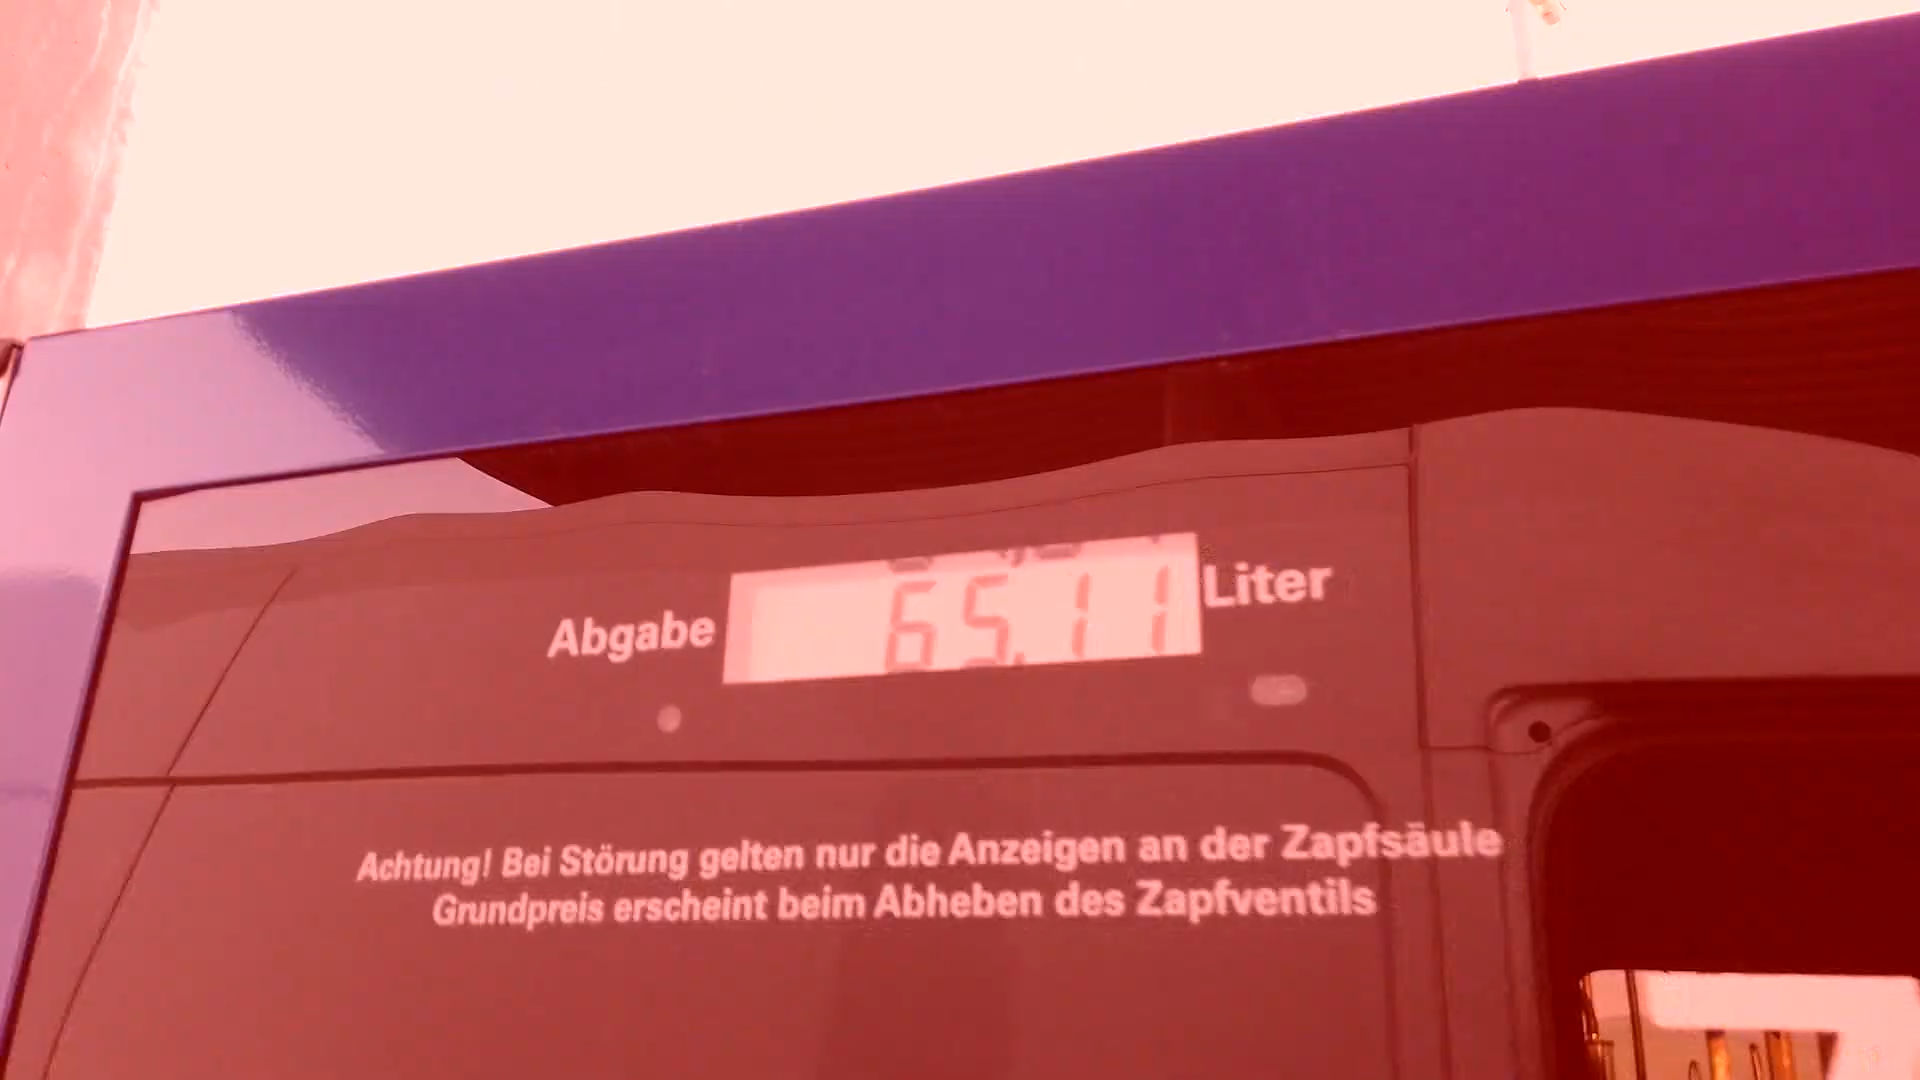 Abgabe 65.11 Liter
Achtung! Bei Störung gelten nur die Anzeigen an der Zapfsäule
Grundpreis erscheint beim Abheben des Zapfventils